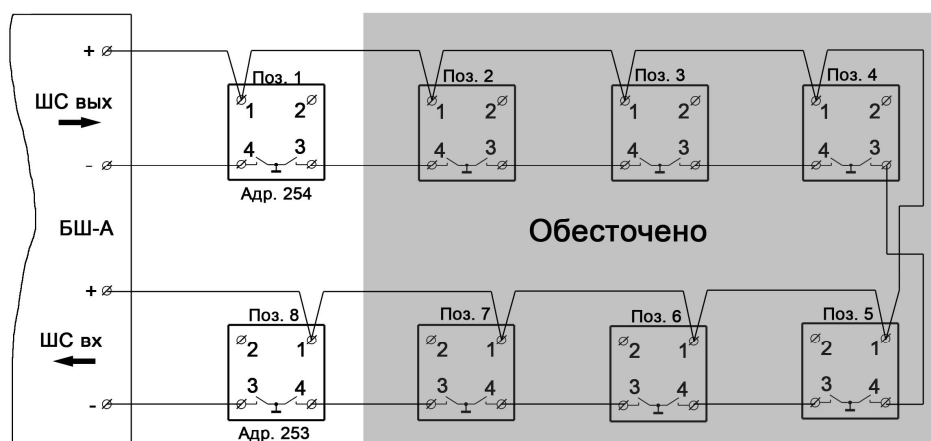 +
Поз. 1 Поз. 2 Поз. 3 Поз. 4
1 2 1 2 1 2 1 2
ШС вых
4 3 4 3 4 3 4 3
-
Адр. 254
БШ-А
Обесточено
+
Поз. 8 Поз. 7 Поз. 6 Поз. 5
2 1 2 1 2 1 2 1
ШС вх
3 4 3 4 3 4 3 4
-
Адр. 253